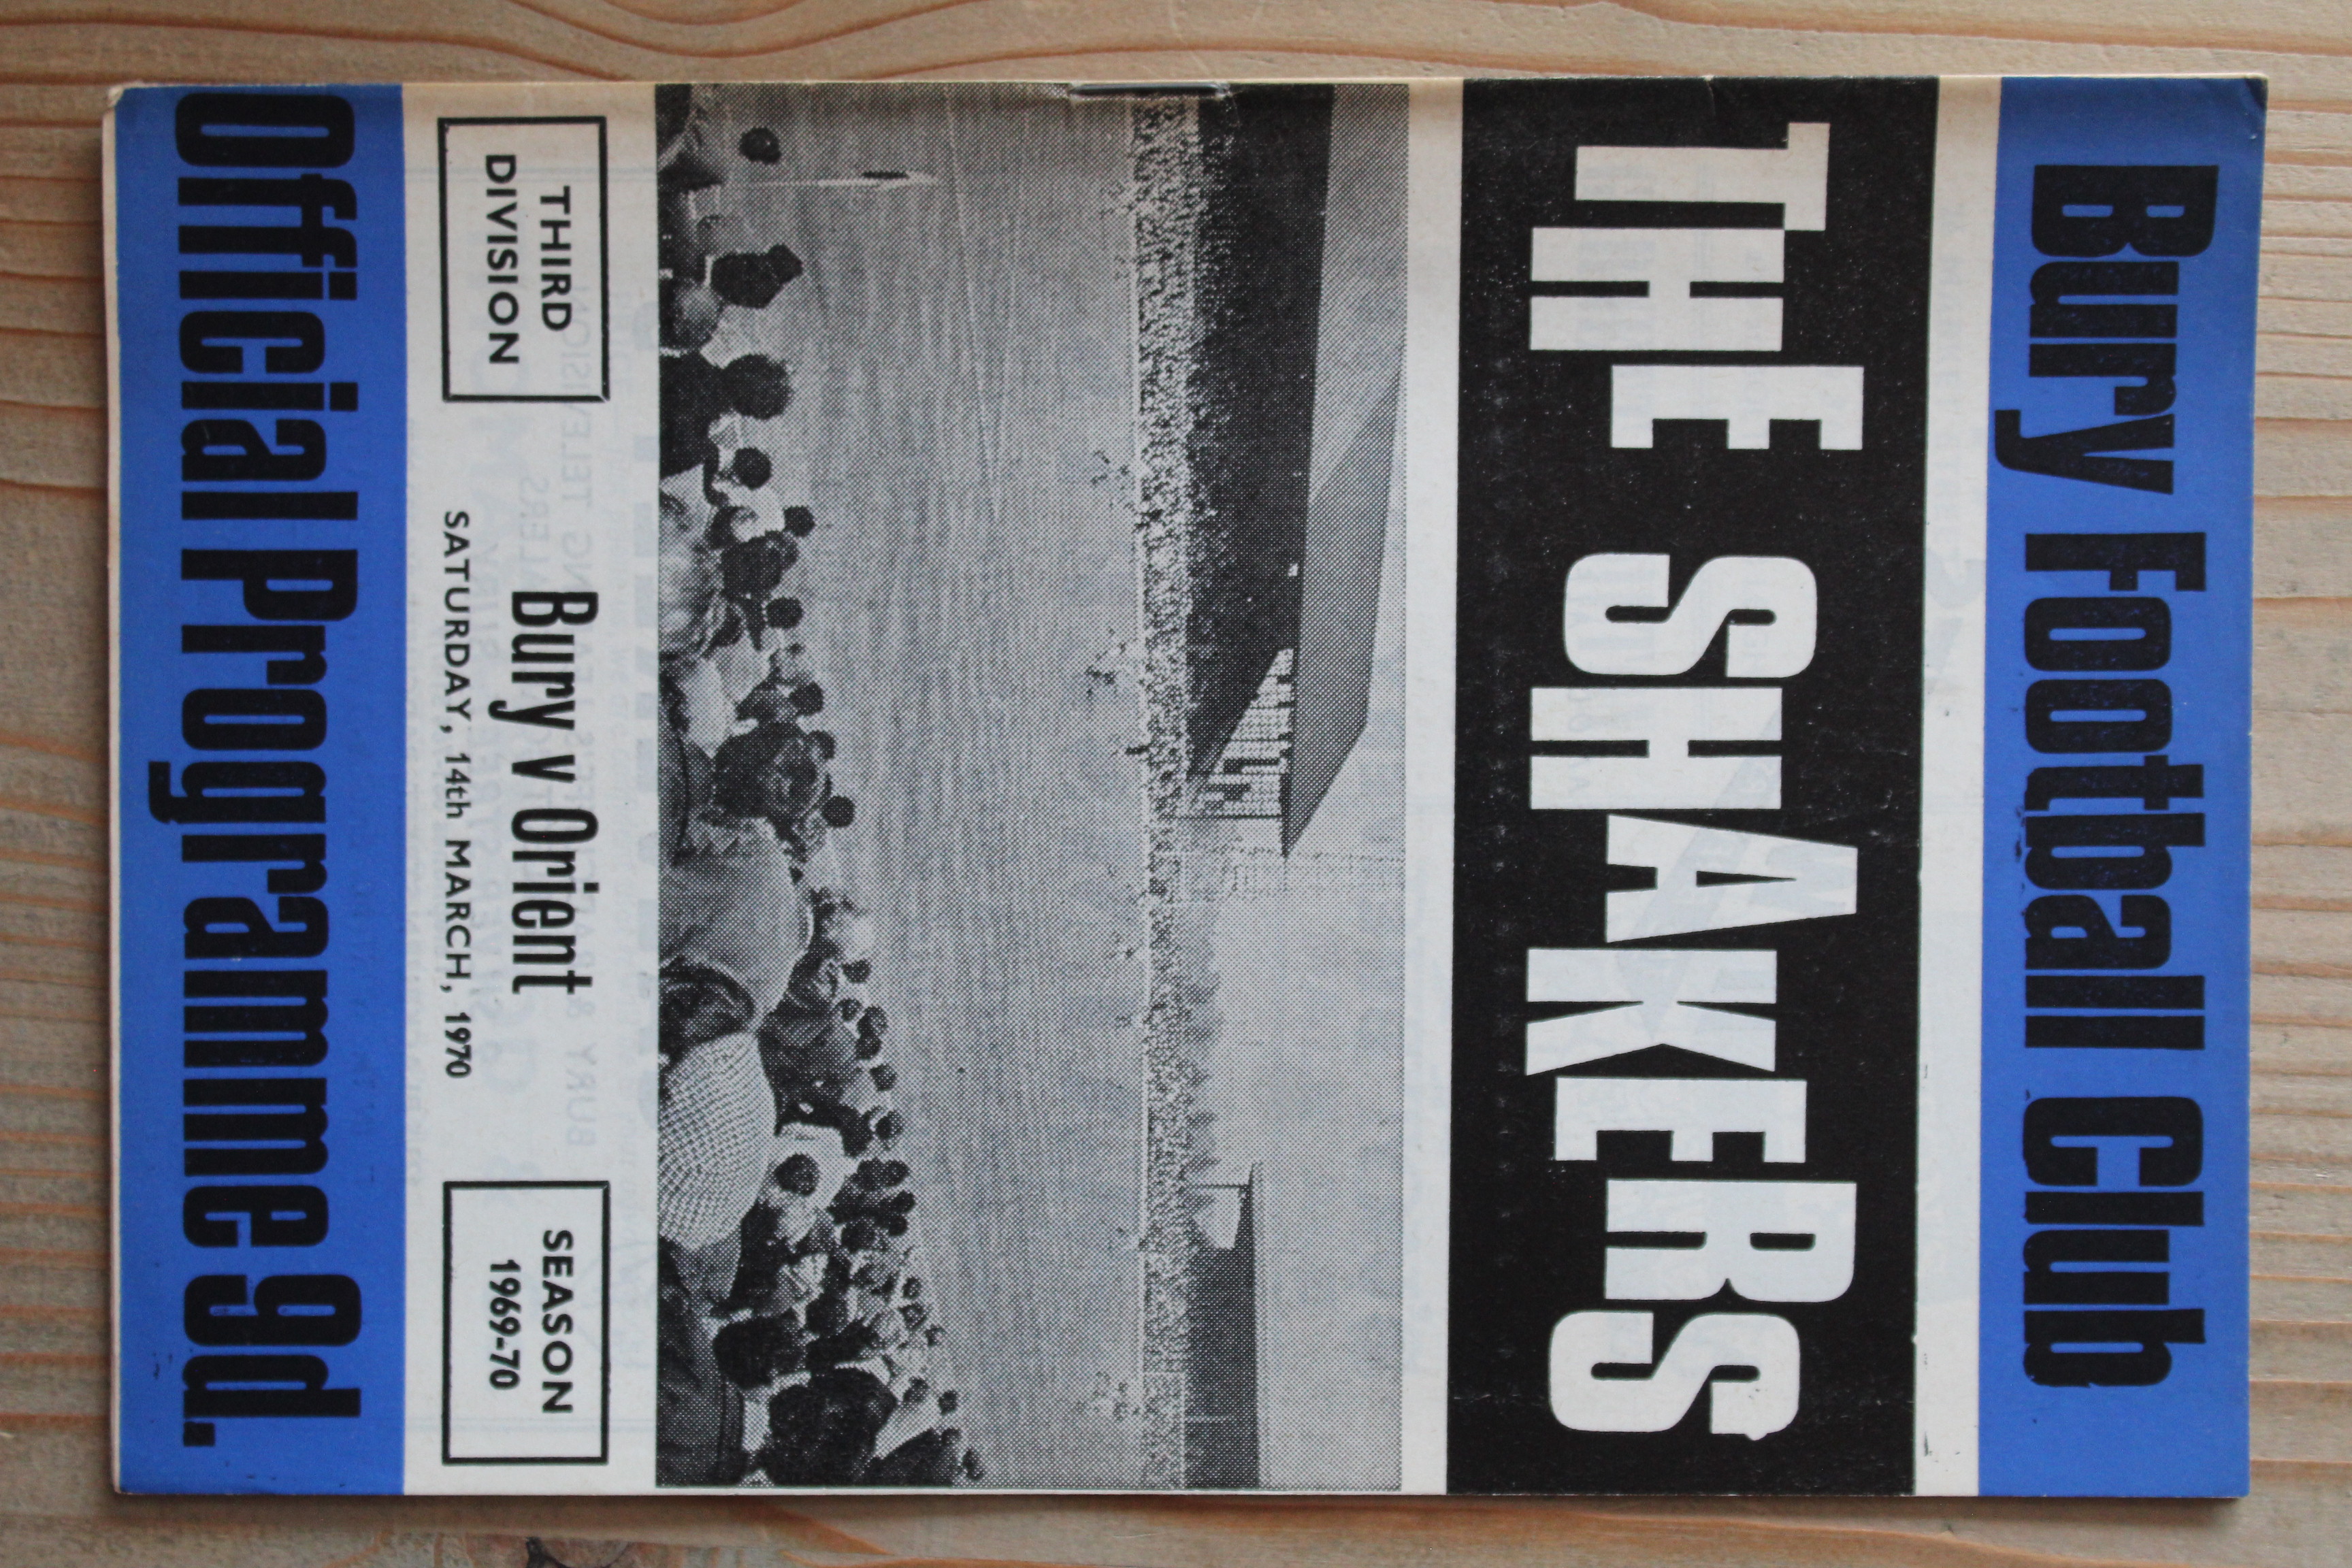 Bury Football Club
THE SHAKERS
THIRD
DIVISION
Bury v Orient
SATURDAY, 14th MARCH, 1970
SEASON
1969-70
Official Programme 9d.